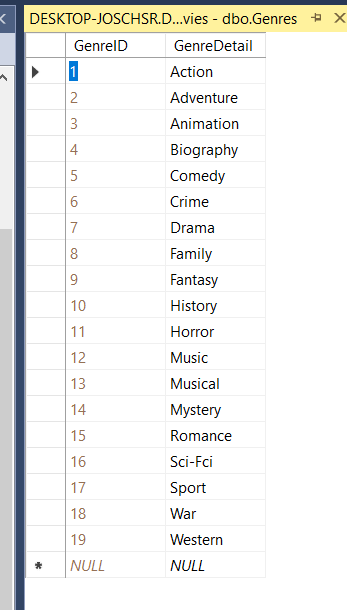 DESKTOP-JOSCHSR.D...vies - dbo.Genres
GenreID GenreDetail
1 Action
2 Adventure
3 Animation
4 Biography
5 Comedy
6 Crime
7 Drama
8 Family
9 Fantasy
10 History
11 Horror
12 Music
13 Musical
14 Mystery
15 Romance
16 Sci-Fci
17 Sport
18 War
19 Western
NULL NULL